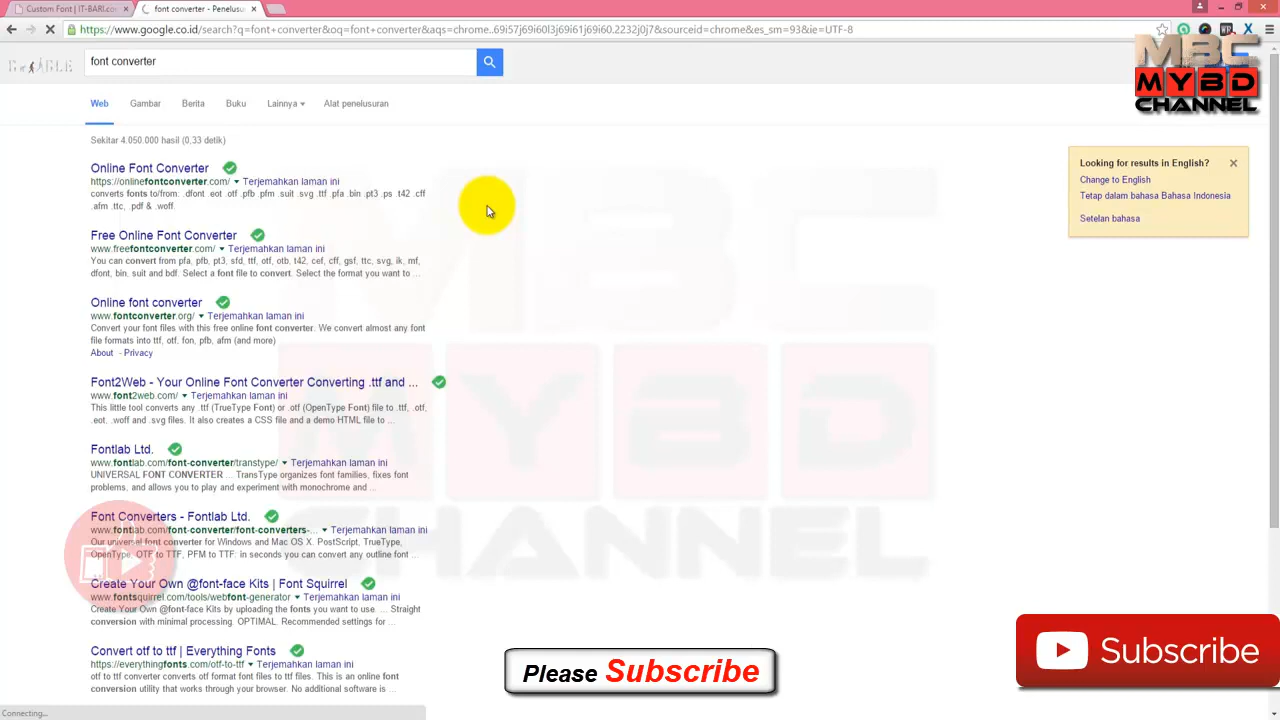 Custom Font [ IT-BARI.com
font converter - Penelusu
https://www.google.co.id/search?q=font+converter&oq=font+converter&aqs=chrome..69i57j69i60l3j69i61j69i60.2232j0j7&sourceid=chrome&es_sm=93&ie=UTF-8
font converter
MBC
MYBD
CHANNEL
Web Gambar Berita Buku Lainnya Alat penelusuran
Sekitar 4.050.000 hasil (0,33 detik)
Looking for results in English?
Change to English
Tetap dalam bahasa Bahasa Indonesia
Setelan bahasa
Online Font Converter
https://onlinefontconverter.com/ Terjemahkan laman ini
converts fonts to/from: .dfont .eot .otf .pfb .pfm .suit .svg .ttf .pfa .bin .pt3 .ps .t42 .cff
.afm .ttc, .pdf & .woff.
Free Online Font Converter
www.freefontconverter.com/ Terjemahkan laman ini
You can convert from pfa, pfb, pt3, sfd, ttf, otf, otb, t42, cef, cff, gsf, ttc, svg, ik, mf,
dfont, bin, suit and bdf. Select a font file to convert. Select the format you want to ...
Online font converter
www.fontconverter.org/ Terjemahkan laman ini
Convert your font files with this free online font converter. We convert almost any font
file formats into ttf, otf, fon, pfb, afm (and more)
About - Privacy
Font2Web - Your Online Font Converter Converting .ttf and ...
www.font2web.com/ Terjemahkan laman ini
This little tool converts any .ttf (TrueType Font) or .otf (OpenType Font) file to .ttf, .otf,
.eot, .woff and .svg files. It also creates a CSS file and a demo HTML file to ...
Fontlab Ltd.
www.fontlab.com/font-converter/transtype/ Terjemahkan laman ini
UNIVERSAL FONT CONVERTER ... TransType organizes font families, fixes font
problems, and allows you to play and experiment with monochrome and ...
Font Converters - Fontlab Ltd.
www.fontlab.com/font-converter/font-converters-... Terjemahkan laman ini
Our universal font converter for Windows and Mac OS X. PostScript, TrueType,
OpenType, OTF to TTF, PFM to TTF: in seconds you can convert any outline font ...
Create Your Own @font-face Kits | Font Squirrel
www.fontsquirrel.com/tools/webfont-generator Terjemahkan laman ini
Create Your Own @font-face Kits by uploading the fonts you want to use. ... Straight
conversion with minimal processing. OPTIMAL. Recommended settings for ...
Convert otf to ttf | Everything Fonts
https://everythingfonts.com/otf-to-ttf Terjemahkan laman ini
otf to ttf converter converts otf format font files to ttf files. This is an online font
conversion utility that works through your browser. No additional software is ...
MBC
MYBD
CHANNEL
Please Subscribe
Subscribe
Connecting...